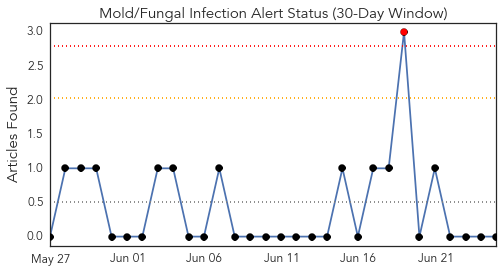 Mold/Fungal Infection Alert Status (30-Day Window)
Articles Found
3.0
2.5
2.0
1.5
1.0
0.5
0.0
May 27
Jun 01
Jun 06
Jun 11
Jun 16
Jun 21